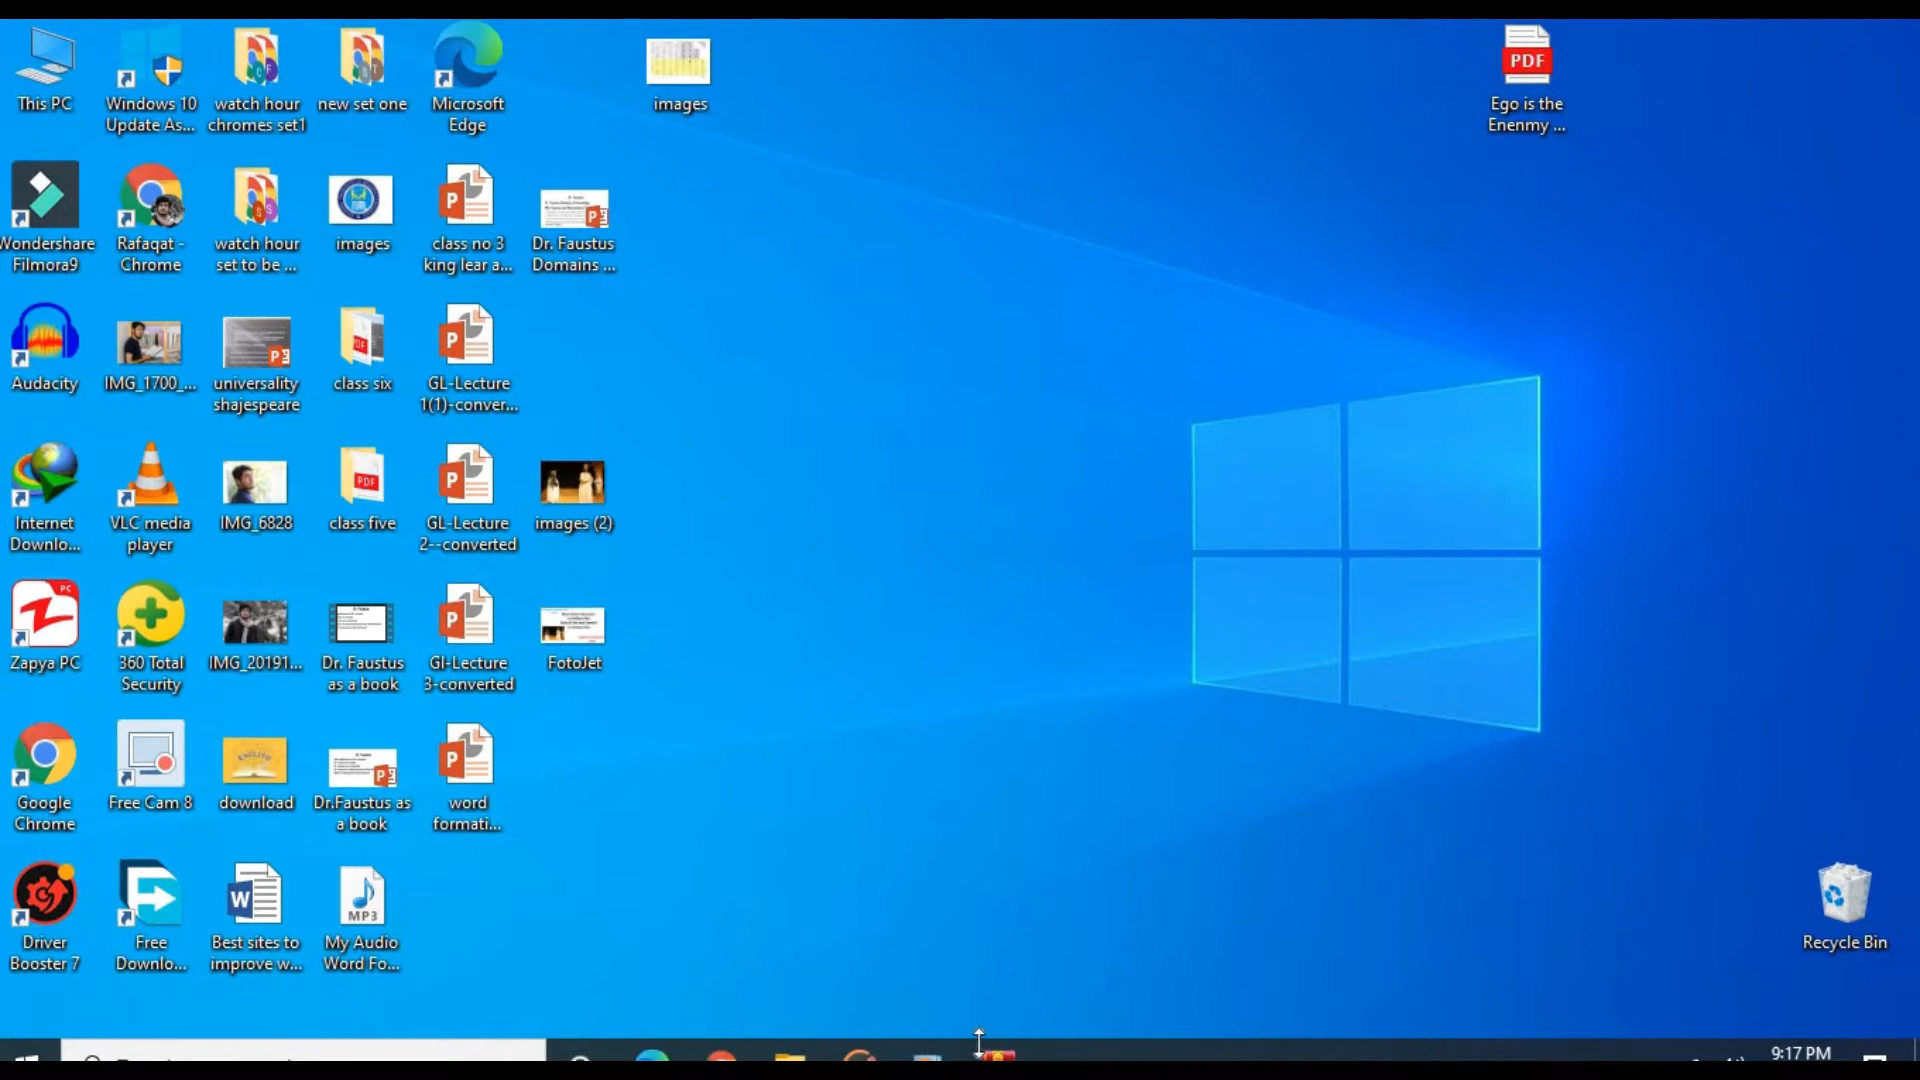 This PC
Windows 10
Update As...
watch hour
chromes set1
new set one
Microsoft
Edge
images
PDF
Ego is the
Enenmy ...
Wondershare
Filmora9
Rafaqat -
Chrome
watch hour
set to be ...
images
class no 3
king lear a...
Dr. Faustus
Domains ...
Audacity
IMG_1700_...
universality
shajespeare
class six
GL-Lecture
1(1)-conver...
Internet
Downlo...
VLC media
player
IMG_6828
PDF
class five
GL-Lecture
2--converted
images (2)
PC
Zapya PC
360 Total
Security
IMG_20191...
Dr. Faustus
as a book
Gl-Lecture
3-converted
FotoJet
Google
Chrome
Free Cam 8
ENGLISH
download
Dr.Faustus as
a book
word
formati...
Driver
Booster 7
Free
Downlo...
Best sites to
improve w...
MP3
My Audio
Word Fo...
Recycle Bin
9:17 PM